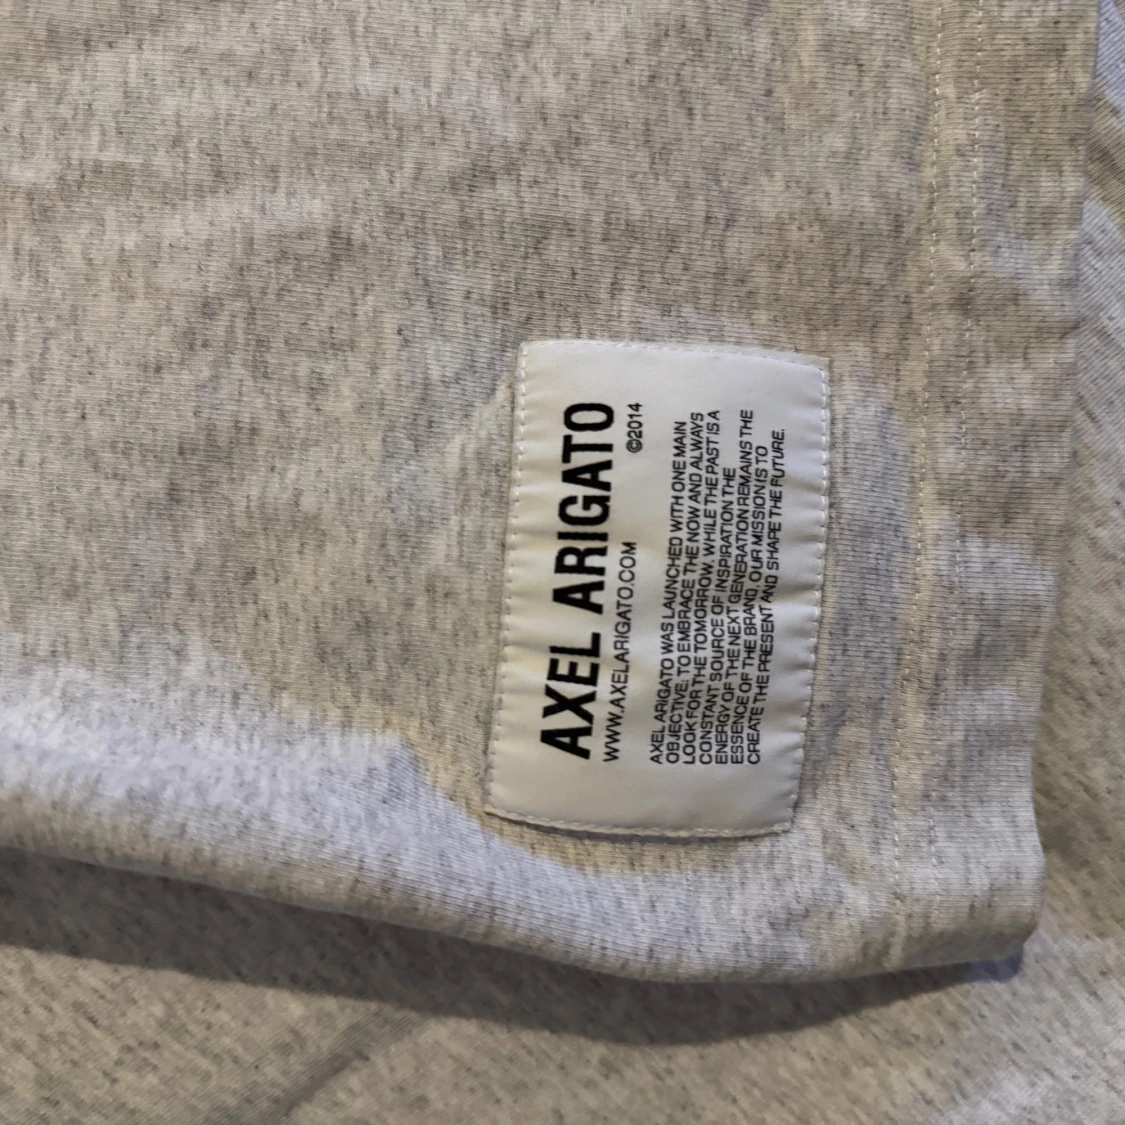 AXEL ARIGATO
WWW.AXELARIGATO.COM ©2014
AXEL ARIGATO WAS LAUNCHED WITH ONE MAIN
OBJECTIVE; TO EMBRACE THE NOW AND ALWAYS
LOOK FOR THE TOMORROW. WHILE THE PAST IS A
CONSTANT SOURCE OF INSPIRATION THE
ENERGY OF THE NEXT GENERATION REMAINS THE
ESSENCE OF THE BRAND. OUR MISSION IS TO
CREATE THE PRESENT AND SHAPE THE FUTURE.